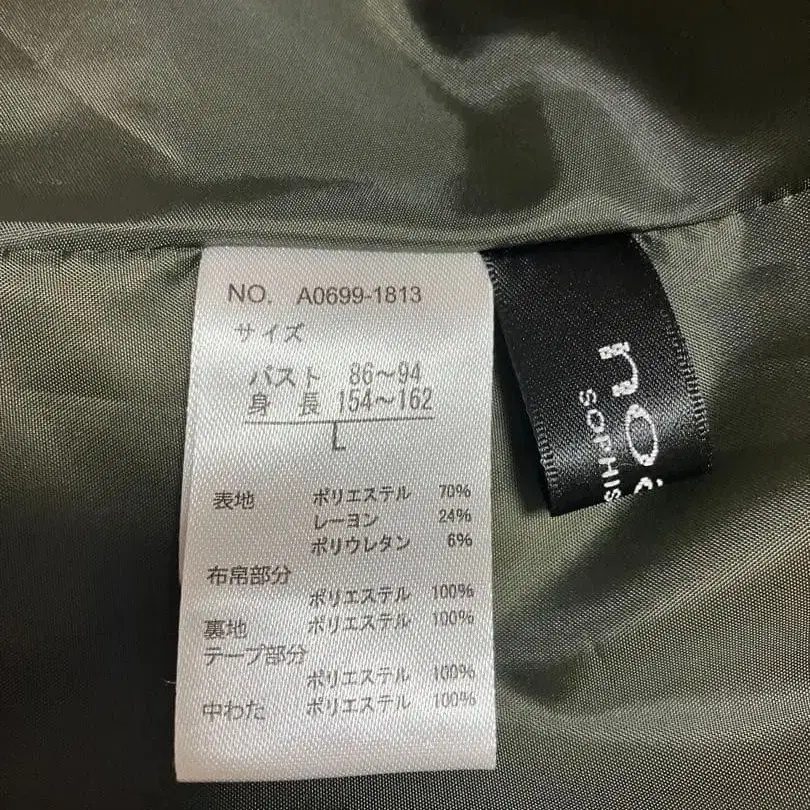 NO. A0699-1813
サイズ
バスト 86〜94
身 長 154〜162
L
表地 ポリエステル 70%
レーヨン 24%
ポリウレタン 6%
布帛部分
ポリエステル 100%
裏地 ポリエステル 100%
テープ部分
ポリエステル 100%
中わた ポリエステル 100%
no
SOPHIS